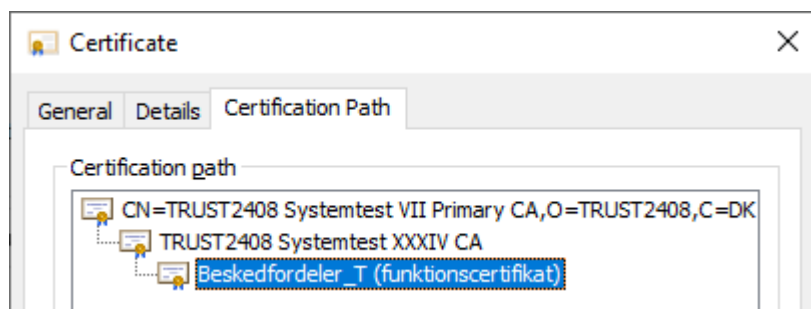 Certificate
General Details Certification Path
Certification path
CN=TRUST2408 Systemtest VII Primary CA,O=TRUST2408,C=DK
TRUST2408 Systemtest XXXIV CA
Beskedfordeler_T (funktionscertifikat)